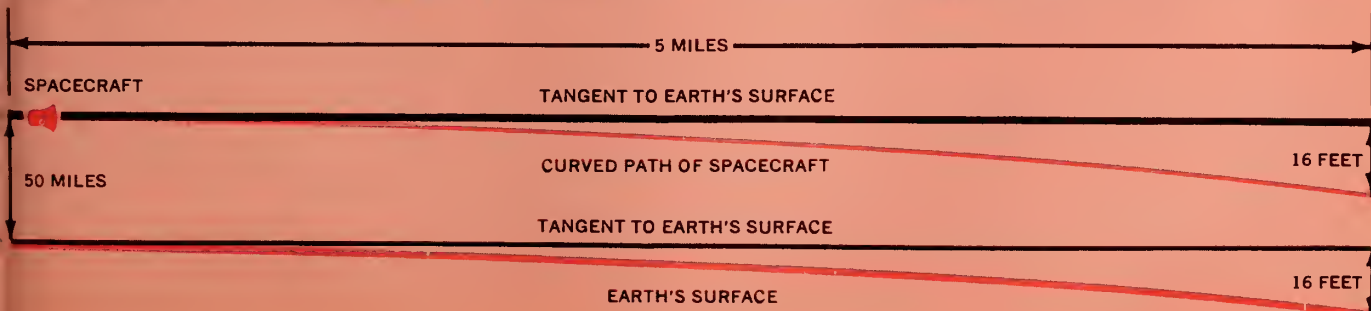 5 MILES
SPACECRAFT
TANGENT TO EARTH'S SURFACE
CURVED PATH OF SPACECRAFT
16 FEET
50 MILES
TANGENT TO EARTH'S SURFACE
EARTH'S SURFACE
16 FEET